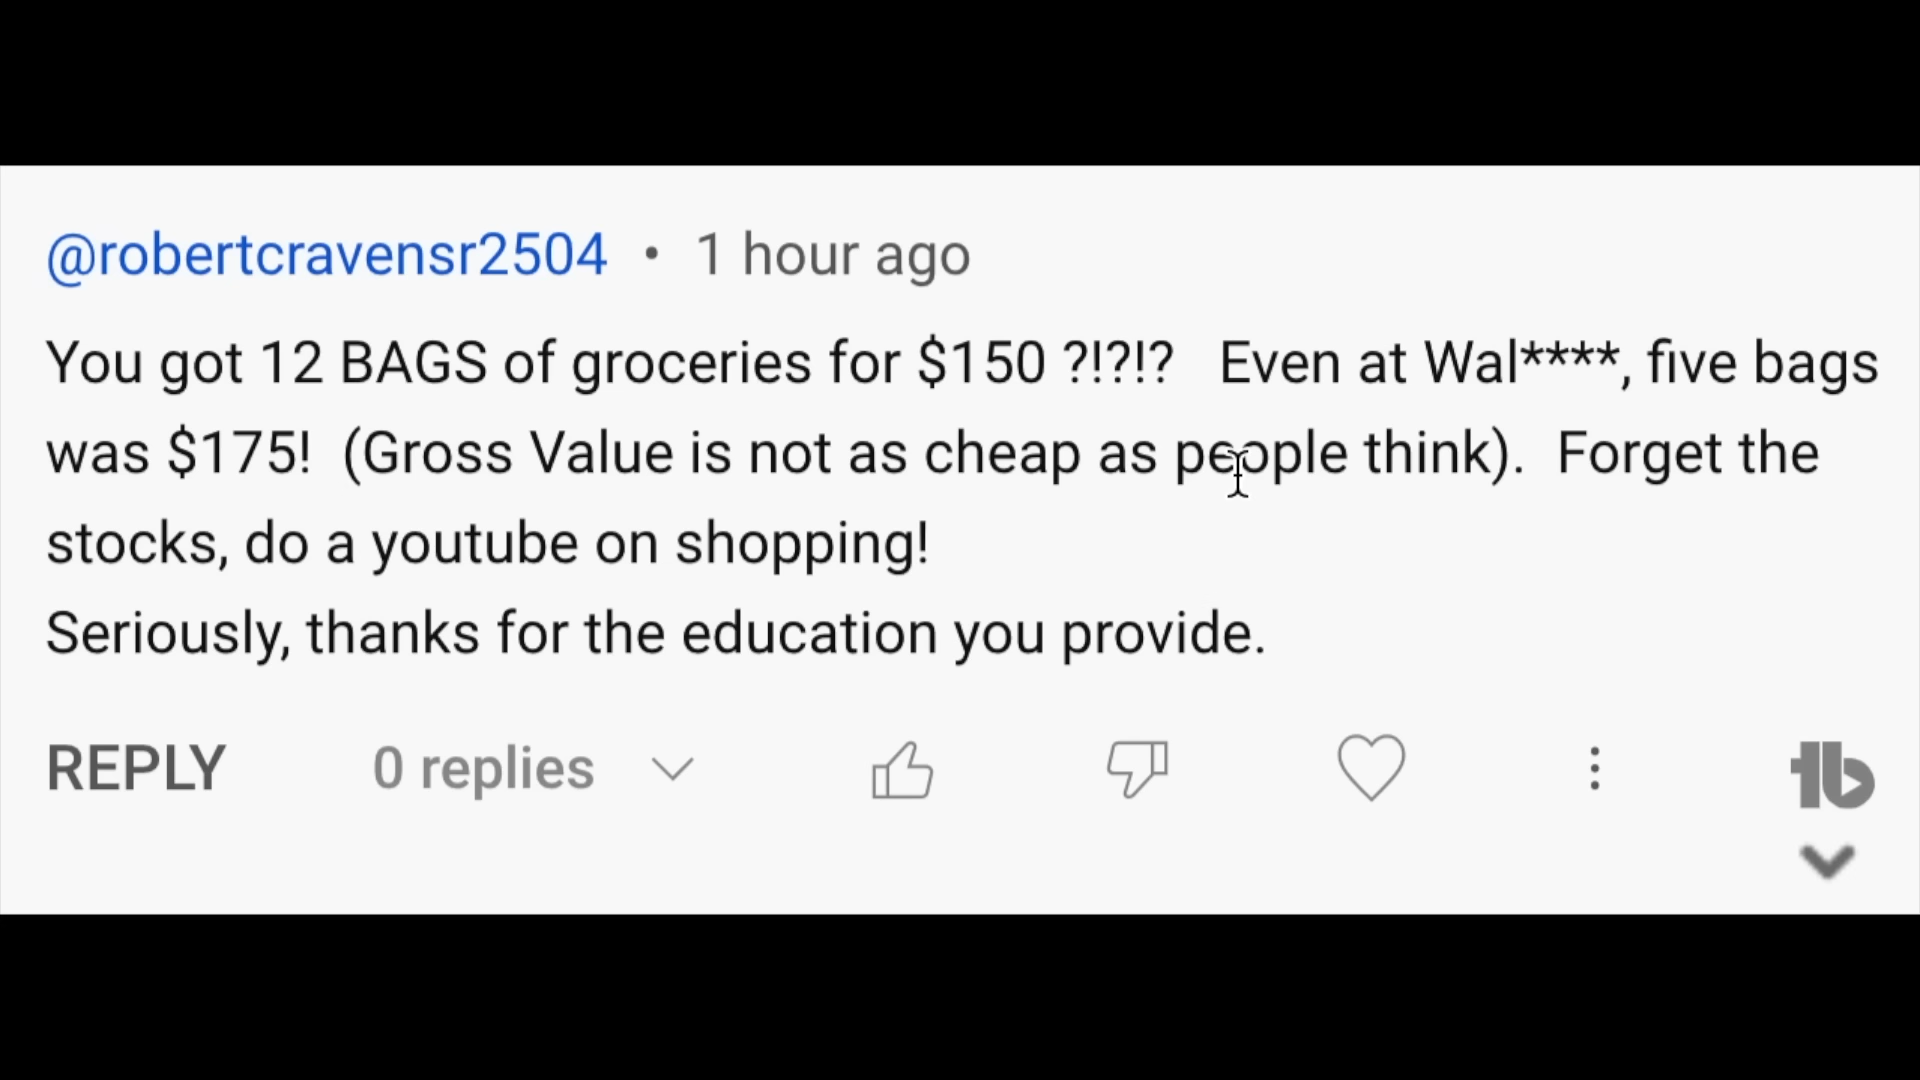 @robertcravensr2504 • 1 hour ago
You got 12 BAGS of groceries for $150 ?!?!?   Even at Wal****, five bags
was $175!  (Gross Value is not as cheap as people think).  Forget the
stocks, do a youtube on shopping!
Seriously, thanks for the education you provide.
REPLY 0 replies
tb